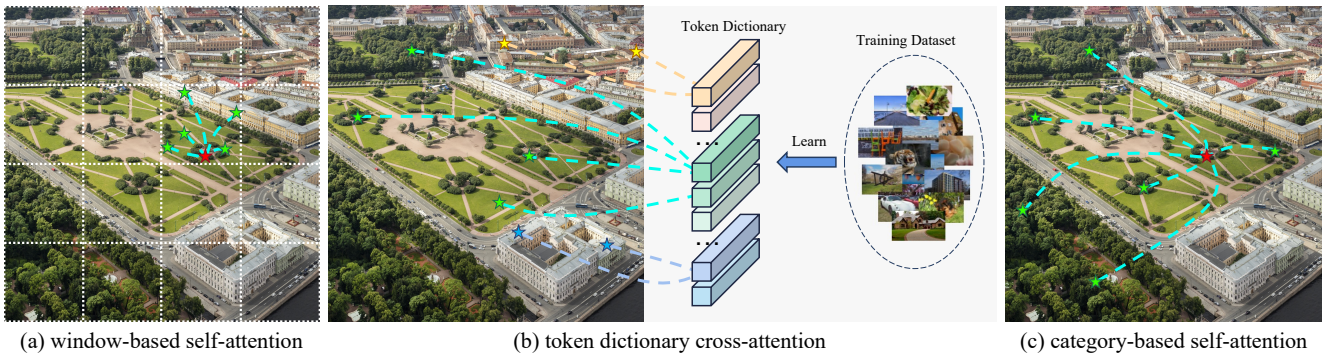 Token Dictionary
Training Dataset
...
Learn
...
(a) window-based self-attention
(b) token dictionary cross-attention
(c) category-based self-attention